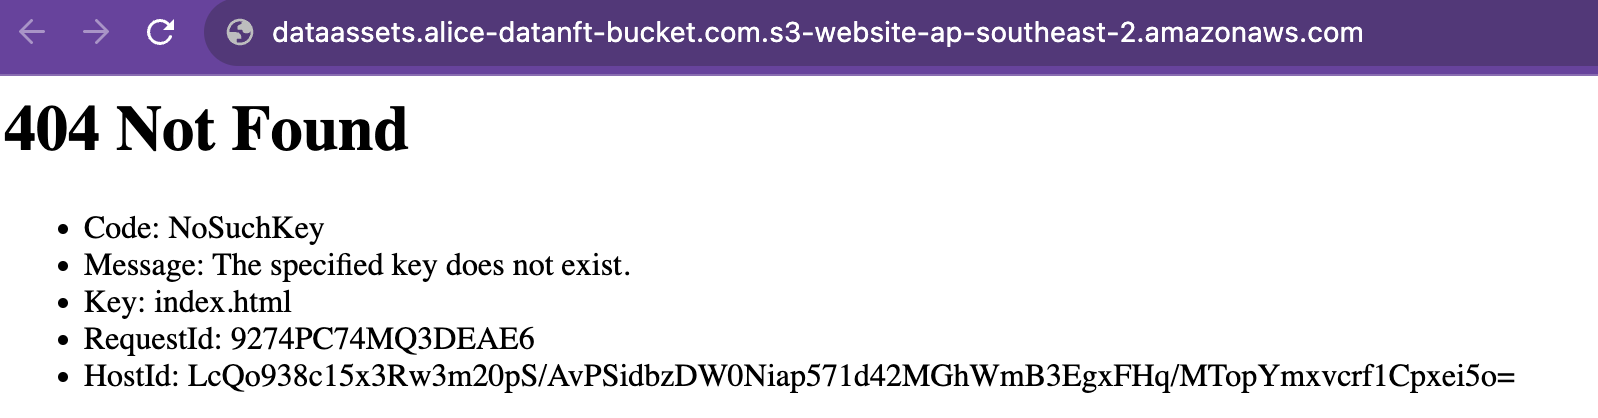 dataassets.alice-datanft-bucket.com.s3-website-ap-southeast-2.amazonaws.com
404 Not Found
• Code: NoSuchKey
• Message: The specified key does not exist.
• Key: index.html
• RequestId: 9274PC74MQ3DEAE6
• HostId: LcQo938c15x3Rw3m20pS/AvPSidbzDW0Niap571d42MGhWmB3EgxFHq/MTopYmxvcrf1Cpxei5o=